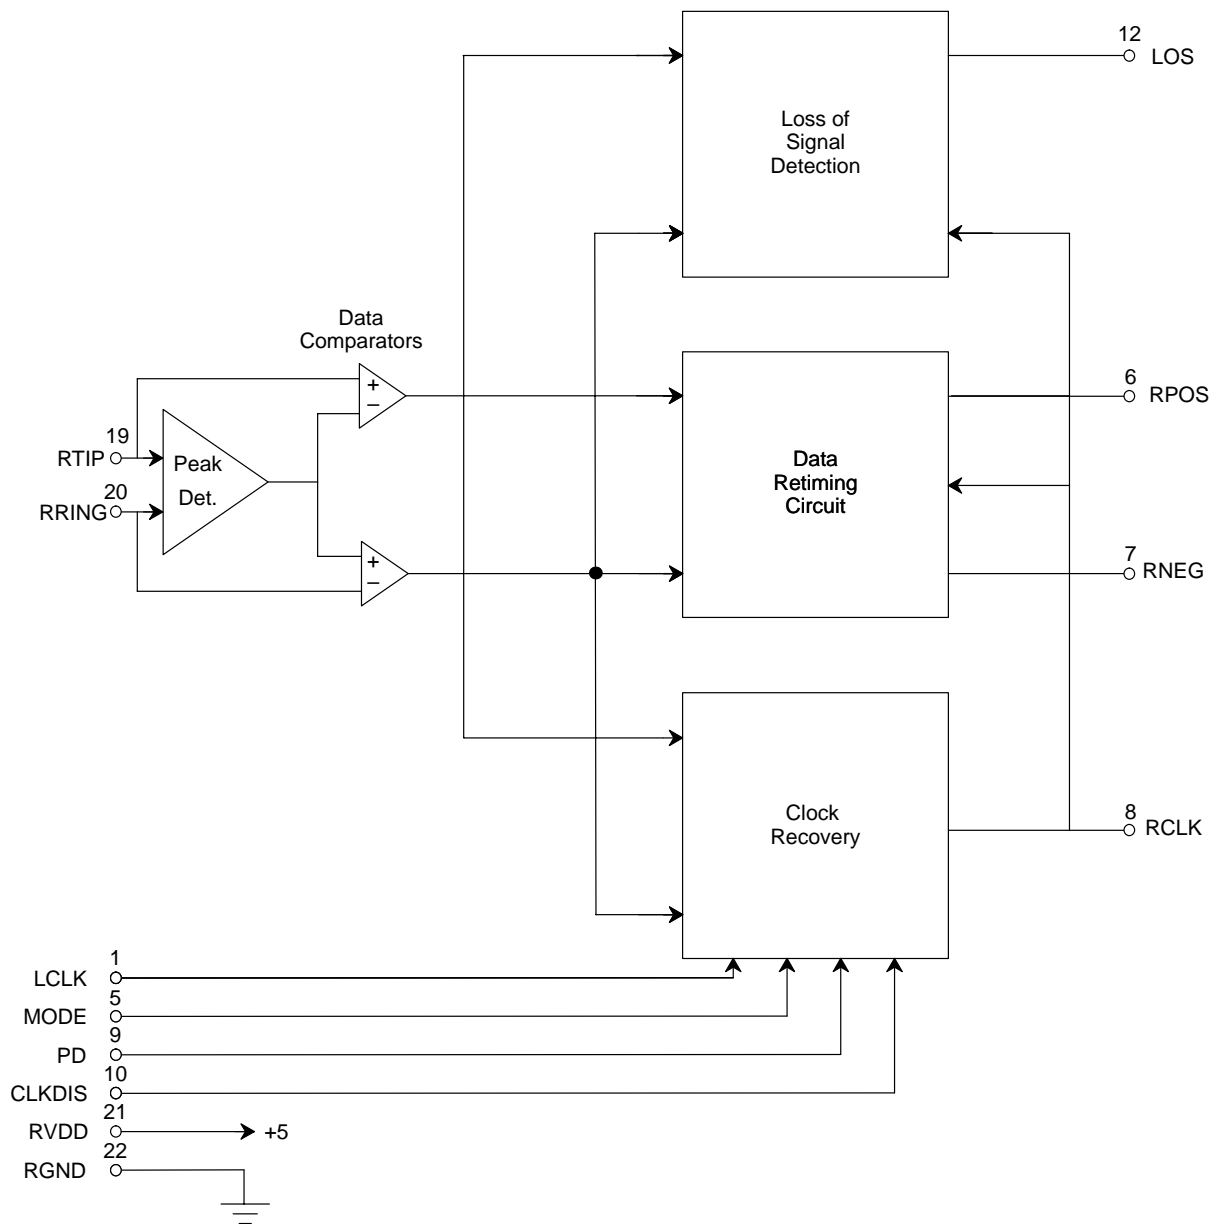 12
LOS
Loss of
Signal
Detection
Data
Comparators
+
−
6
RPOS
19
RTIP
Peak
Det.
20
RRING
Data
Retiming
Circuit
+
−
7
RNEG
Clock
Recovery
8
RCLK
1
LCLK
5
MODE
9
PD
10
CLKDIS
21
RVDD
+5
22
RGND